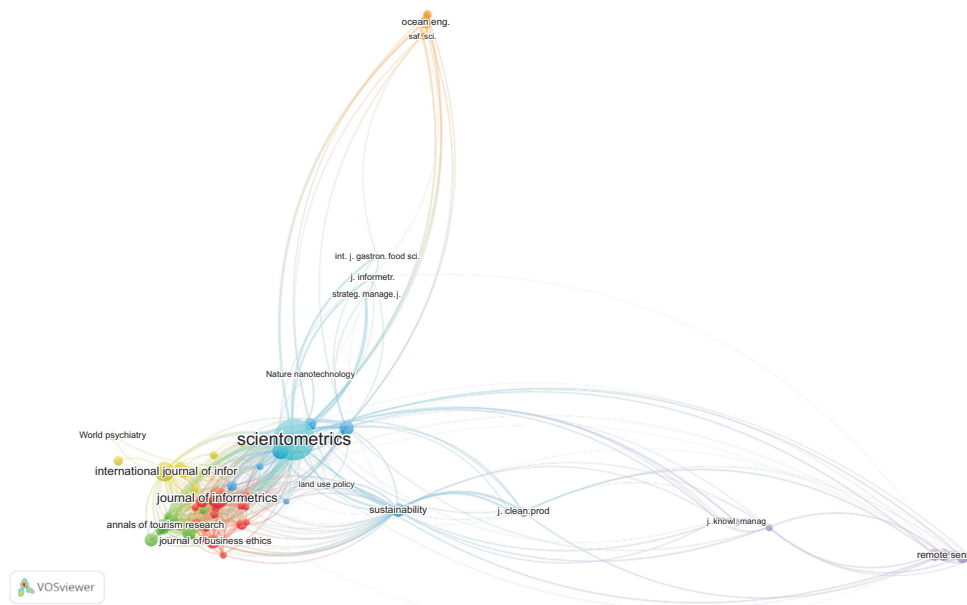 ocean eng.
saf. sci.
int. j. gastron. food sci.
j. informetr.
strateg. manage. j.
Nature nanotechnology
World psychiatry
scientometrics
international journal of infor
land use policy
journal of informetrics
sustainability
j. clean.prod
annals of tourism research
j. knowl. manag
journal of business ethics
remote sen
VOSviewer